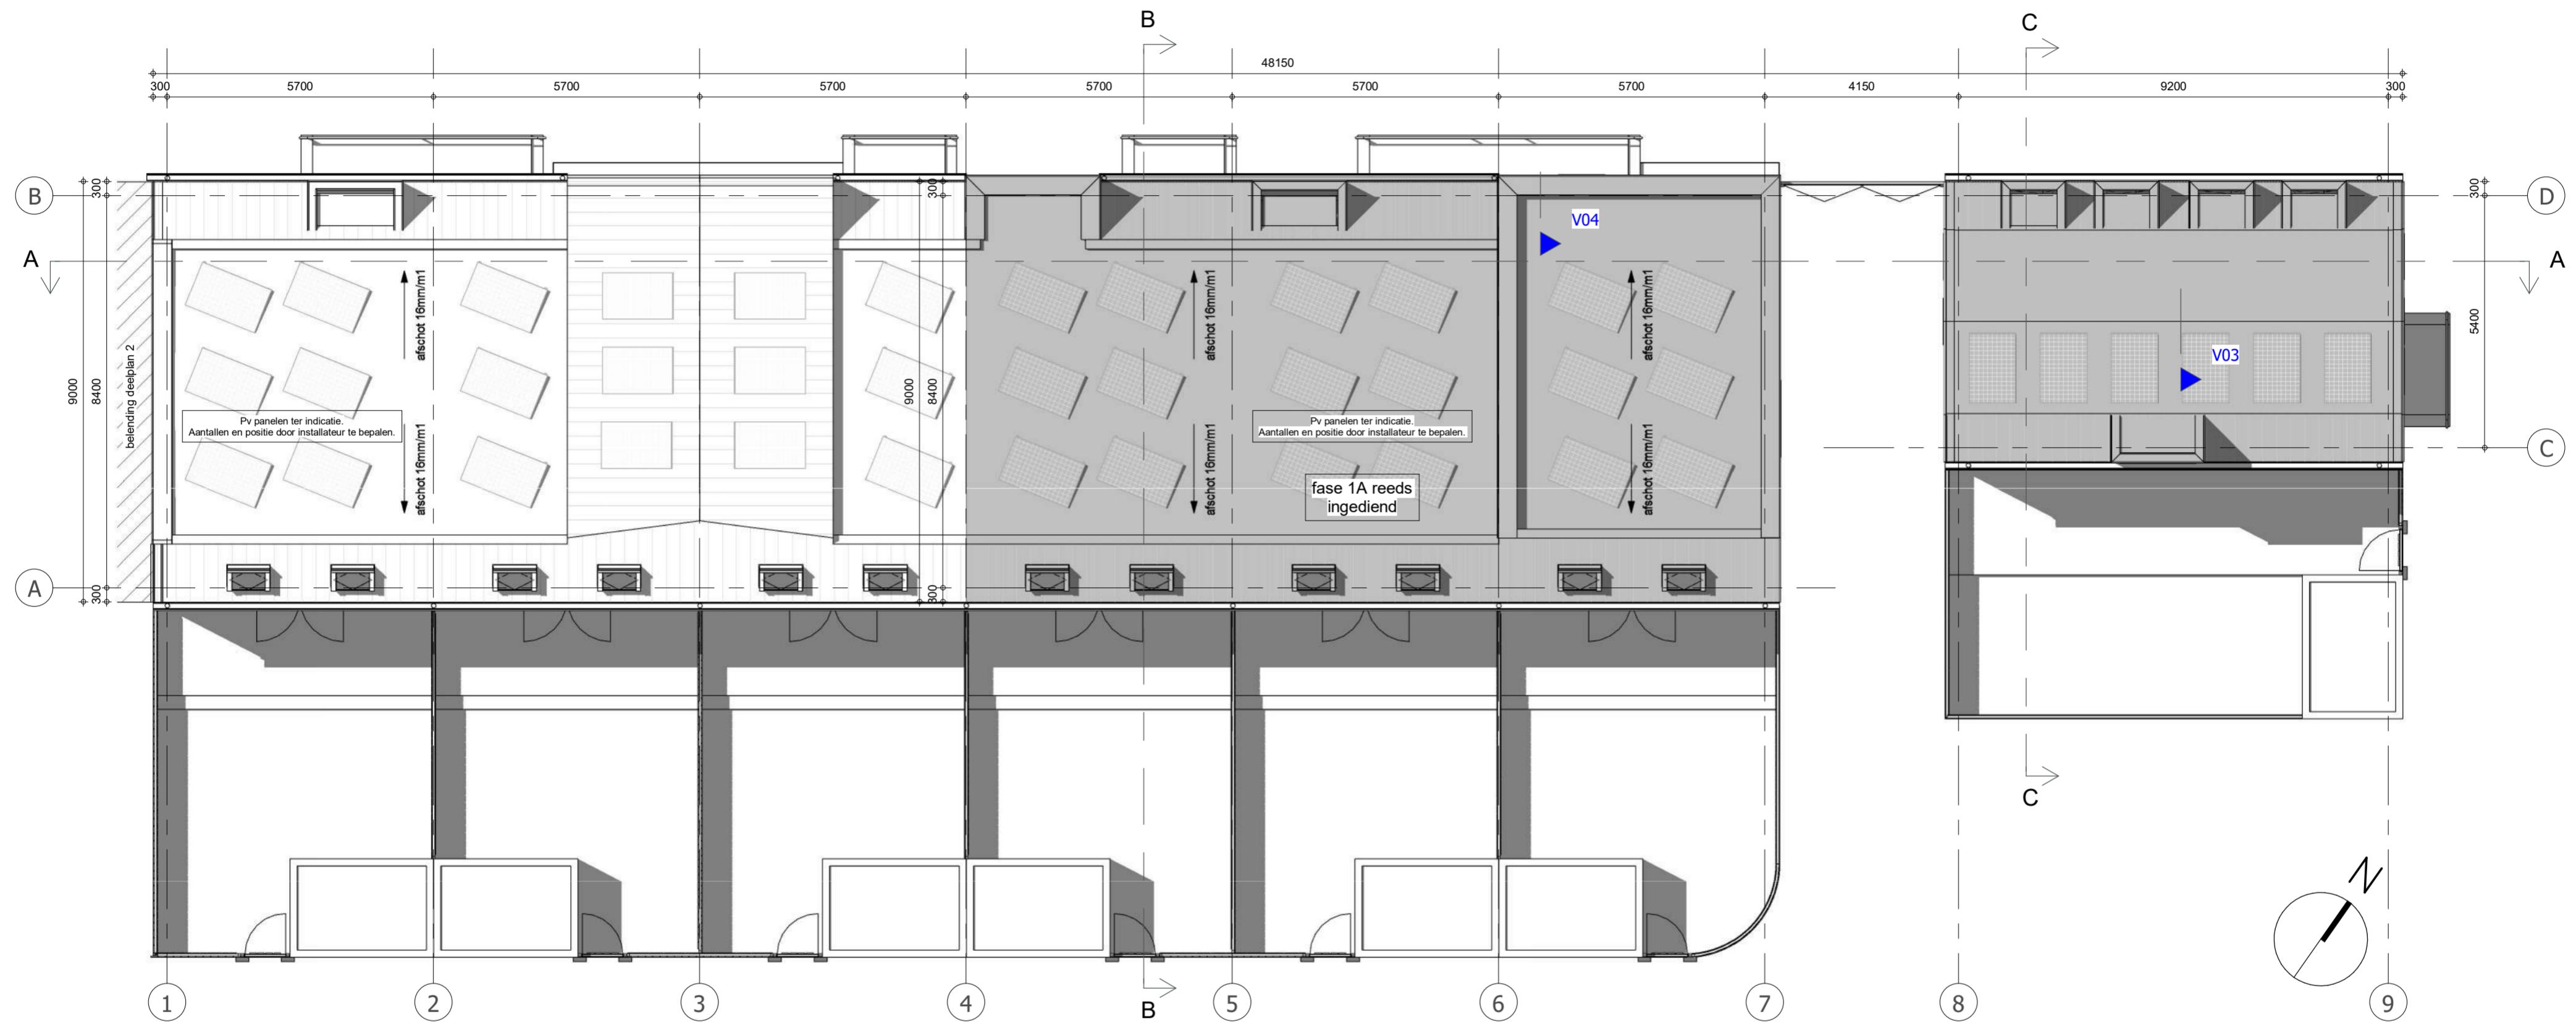 B
C
48150
300
5700
5700
5700
5700
5700
5700
4150
9200
300
B
300
300
V04
300
D
A
A
afschot 16mm/m1
afschot 16mm/m1
afschot 16mm/m1
5400
belending deelplan 2
V03
9000
8400
9000
8400
Pv panelen ter indicatie.
Aantallen en positie door installateur te bepalen.
Pv panelen ter indicatie.
Aantallen en positie door installateur te bepalen.
afschot 16mm/m1
afschot 16mm/m1
afschot 16mm/m1
C
fase 1A reeds
ingediend
A
300
300
C
N
1
2
3
4
B
5
6
7
8
9